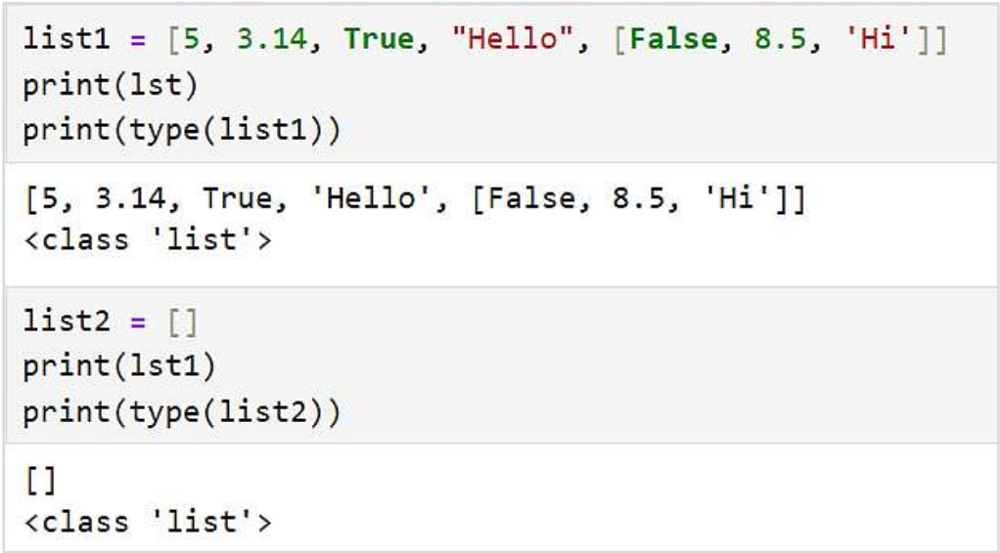 list1 = [5, 3.14, True, "Hello", [False, 8.5, 'Hi']]
print(lst)
print(type(list1))
[5, 3.14, True, 'Hello', [False, 8.5, 'Hi']]
<class 'list'>
list2 = []
print(lst1)
print(type(list2))
[]
<class 'list'>